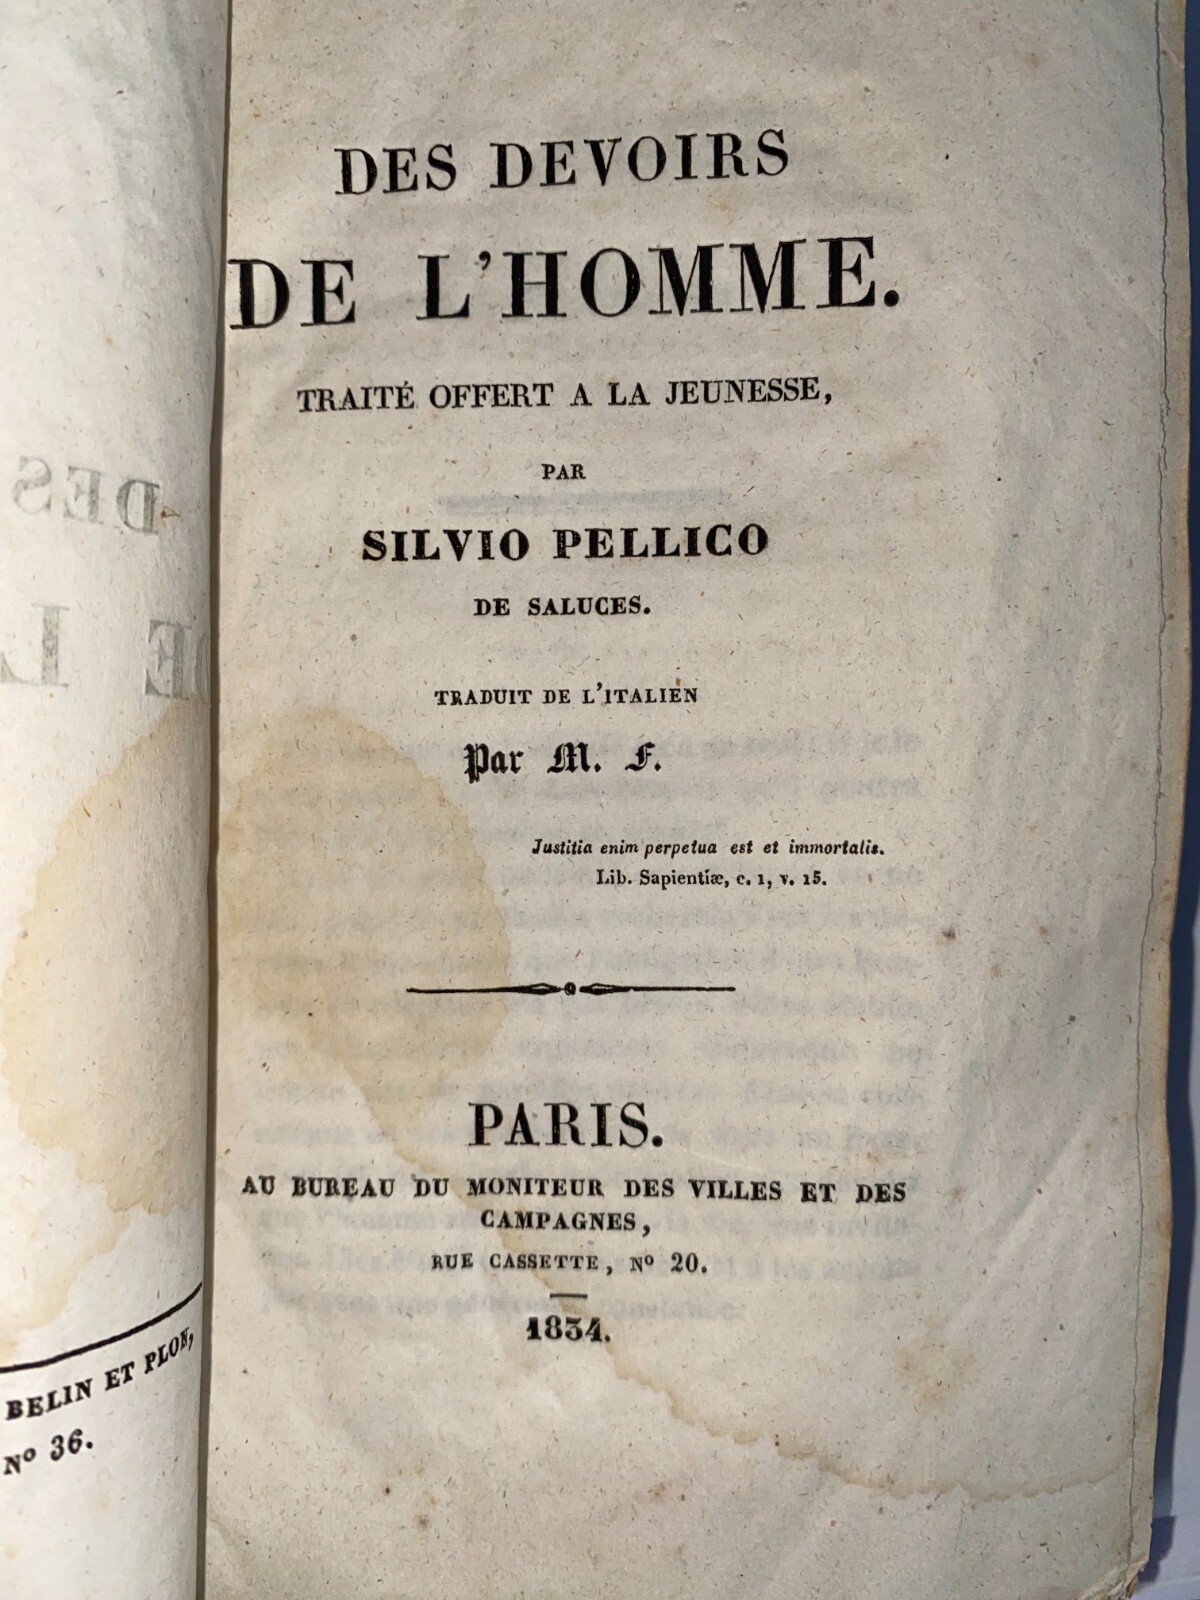 DES DEVOIRS
DE L'HOMME.
TRAITÉ OFFERT A LA JEUNESSE,
PAR
SILVIO PELLICO
DE SALUCES.
TRADUIT DE L'ITALIEN
Par M. F.
Justitia enim perpetua est et immortalis.
Lib. Sapientiæ, c. 1, v. 15.
PARIS.
AU BUREAU DU MONITEUR DES VILLES ET DES
CAMPAGNES,
RUE CASSETTE, Nº 20.
1834.
BELIN ET PLON,
Nº 36.